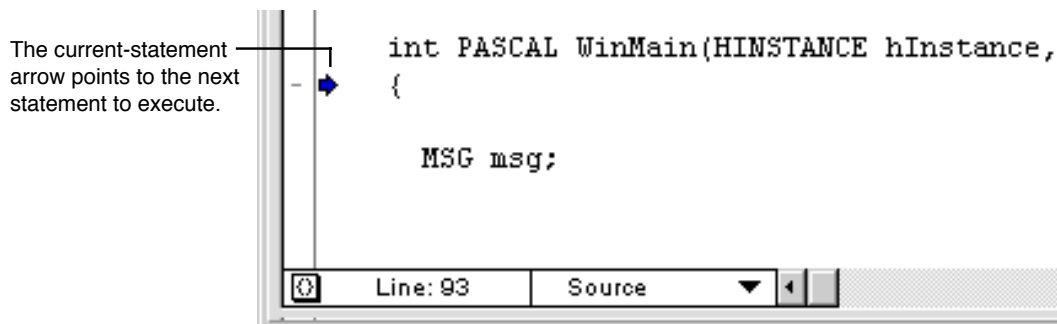 The current-statement
arrow points to the next
statement to execute.
int PASCAL WinMain(HINSTANCE hInstance,
{
MSG msg;
Line: 93
Source